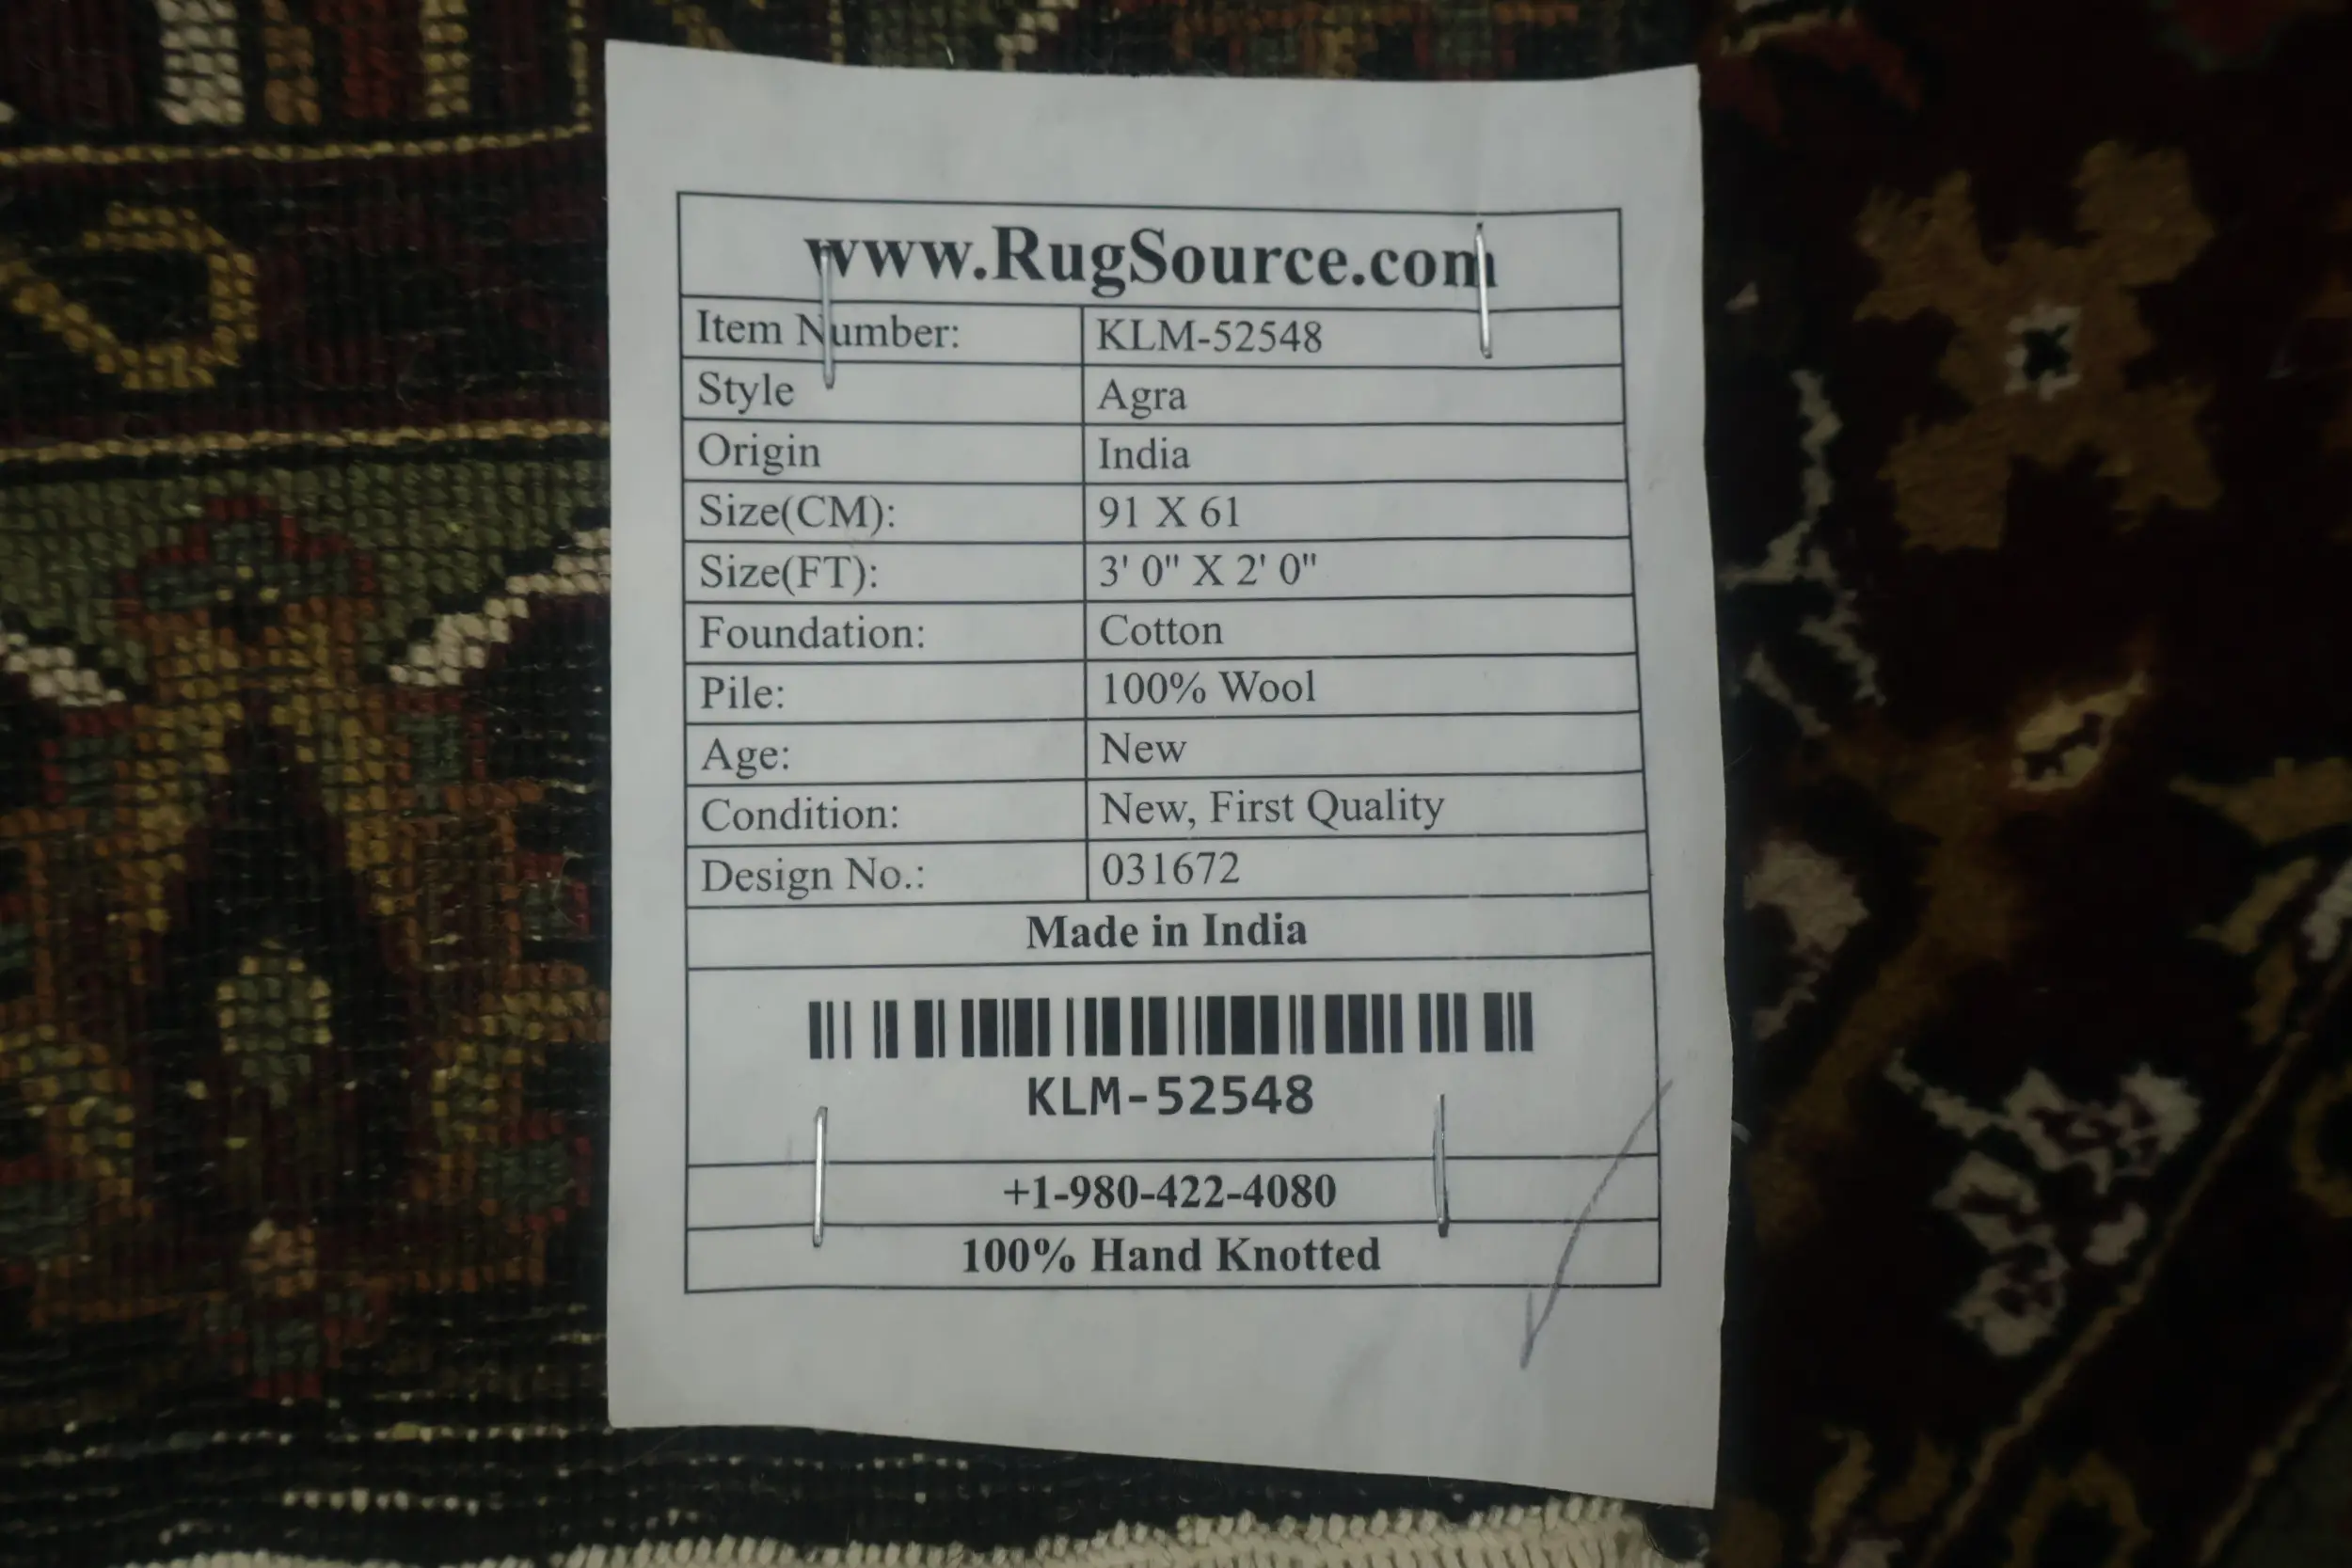 www.RugSource.com
Item Number: KLM-52548
Style Agra
Origin India
Size(CM): 91 X 61
Size(FT): 3' 0" X 2' 0"
Foundation: Cotton
Pile: 100% Wool
Age: New
Condition: New, First Quality
Design No.: 031672
Made in India
KLM-52548
+1-980-422-4080
100% Hand Knotted